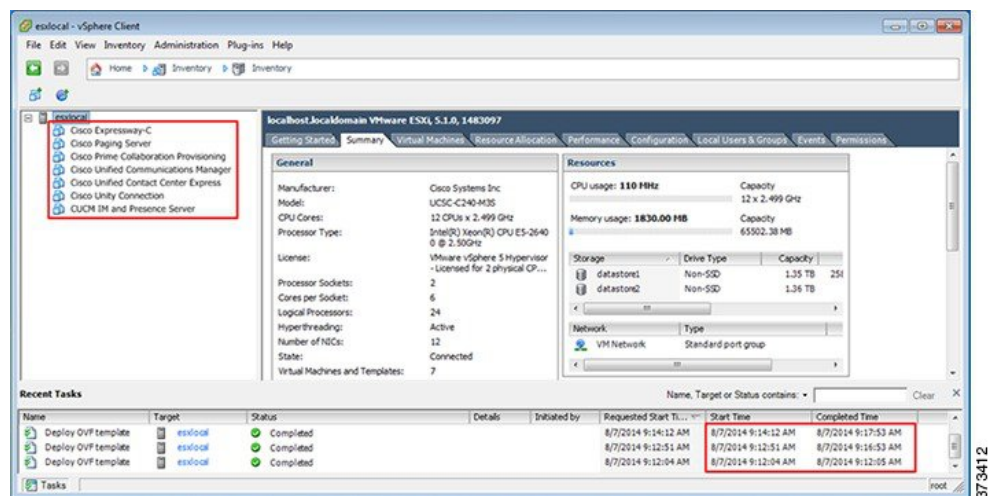 esxlocal - vSphere Client
File Edit View Inventory Administration Plug-ins Help
Home Inventory Inventory
esxlocal
Cisco Expressway-C
Cisco Paging Server
Cisco Prime Collaboration Provisioning
Cisco Unified Communications Manager
Cisco Unified Contact Center Express
Cisco Unity Connection
CUCM IM and Presence Server
localhost.localdomain VMware ESXi, 5.1.0, 1483097
Getting Started Summary Virtual Machines Resource Allocation Performance Configuration Local Users & Groups Events Permissions
General
Manufacturer: Cisco Systems Inc
Model: UCSC-C240-M3S
CPU Cores: 12 CPUs x 2.499 GHz
Processor Type: Intel(R) Xeon(R) CPU E5-2640
0 @ 2.50GHz
License: VMware vSphere 5 Hypervisor
- Licensed for 2 physical CP...
Processor Sockets: 2
Cores per Socket: 6
Logical Processors: 24
Hyperthreading: Active
Number of NICs: 12
State: Connected
Virtual Machines and Templates: 7
Resources
CPU usage: 110 MHz Capacity
12 x 2.499 GHz
Memory usage: 1830.00 MB Capacity
65502.38 MB
Storage Drive Type Capacity
datastore1 Non-SSD 1.35 TB 258
datastore2 Non-SSD 1.36 TB
Network Type
VM Network Standard port group
Recent Tasks
Name, Target or Status contains: Clear
Name Target Status Details Initiated by Requested Start Ti... Start Time Completed Time
Deploy OVF template esxlocal Completed 8/7/2014 9:14:12 AM 8/7/2014 9:14:12 AM 8/7/2014 9:17:53 AM
Deploy OVF template esxlocal Completed 8/7/2014 9:12:51 AM 8/7/2014 9:12:51 AM 8/7/2014 9:16:53 AM
Deploy OVF template esxlocal Completed 8/7/2014 9:12:04 AM 8/7/2014 9:12:04 AM 8/7/2014 9:12:05 AM
Tasks root
373412